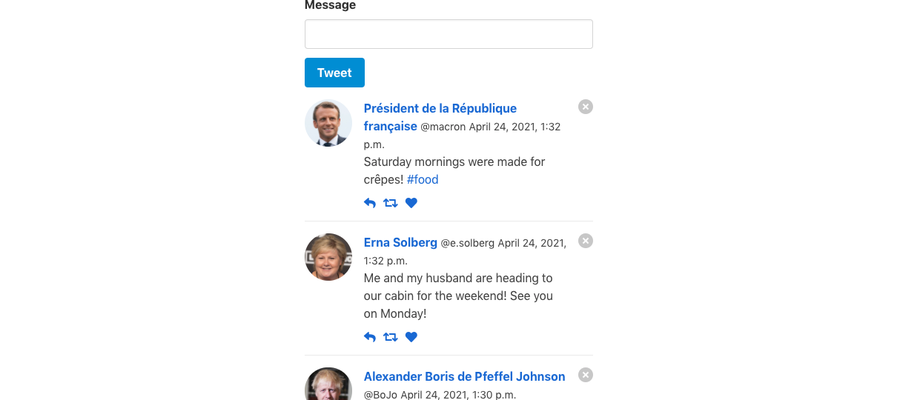 Message
Tweet
Président de la République
française @macron April 24, 2021, 1:32
p.m.
Saturday mornings were made for
crêpes! #food
Erna Solberg @e.solberg April 24, 2021,
1:32 p.m.
Me and my husband are heading to
our cabin for the weekend! See you
on Monday!
Alexander Boris de Pfeffel Johnson
@BoJo April 24, 2021, 1:30 p.m.